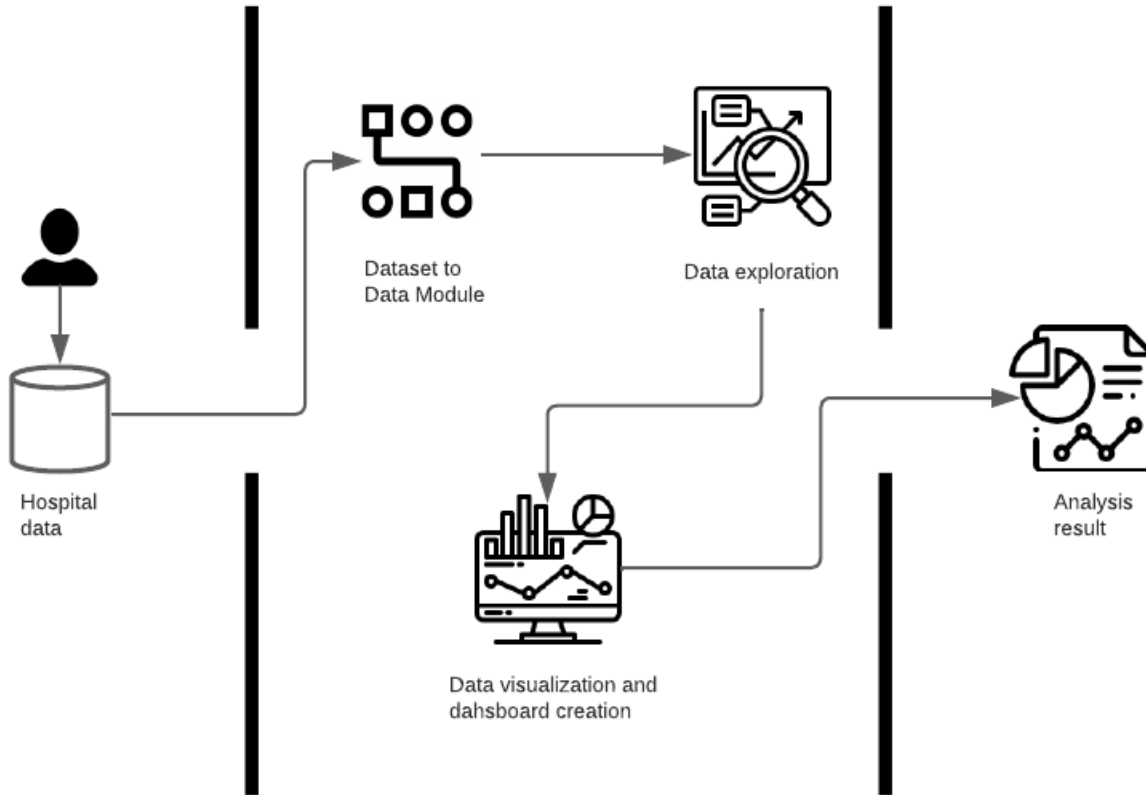 Dataset to
Data Module
Data exploration
Hospital
data
Analysis
result
Data visualization and
dahsboard creation